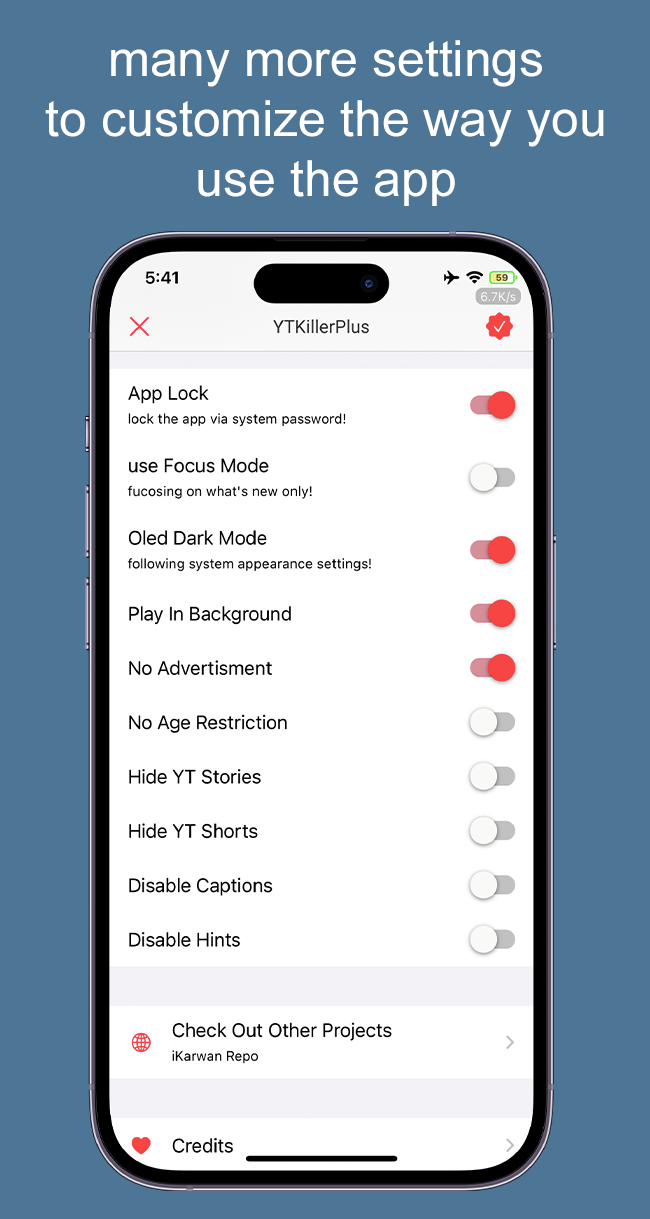 many more settings
to customize the way you
use the app
5:41
59
6.7K/s
YTKillerPlus
App Lock
lock the app via system password!
use Focus Mode
fucosing on what's new only!
Oled Dark Mode
following system appearance settings!
Play In Background
No Advertisment
No Age Restriction
Hide YT Stories
Hide YT Shorts
Disable Captions
Disable Hints
Check Out Other Projects
iKarwan Repo
Credits